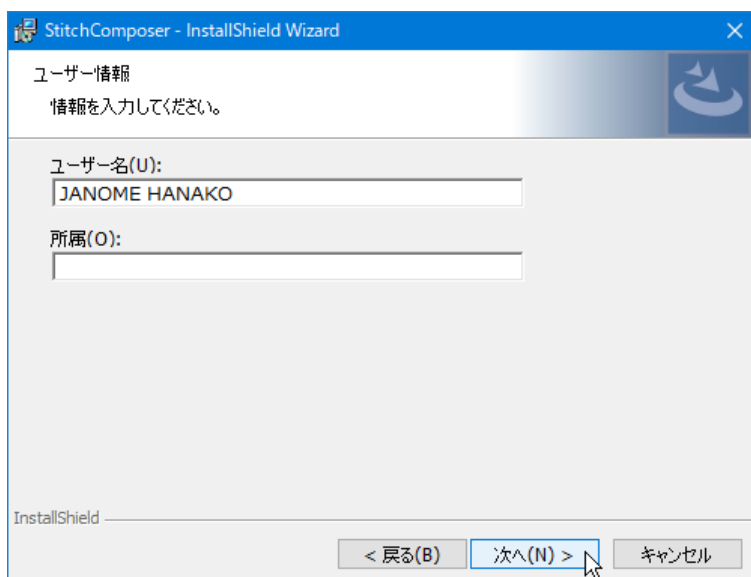 StitchComposer - InstallShield Wizard
ユーザー情報
情報を入力してください。
ユーザー名(U):
JANOME HANAKO
所属(O):
InstallShield
< 戻る(B) 次へ(N) > キャンセル